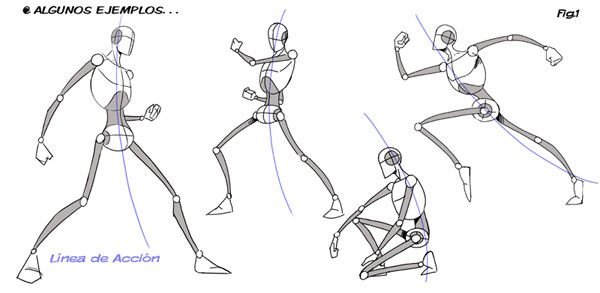 ALGUNOS EJEMPLOS...
Fig.1
Línea de Acción